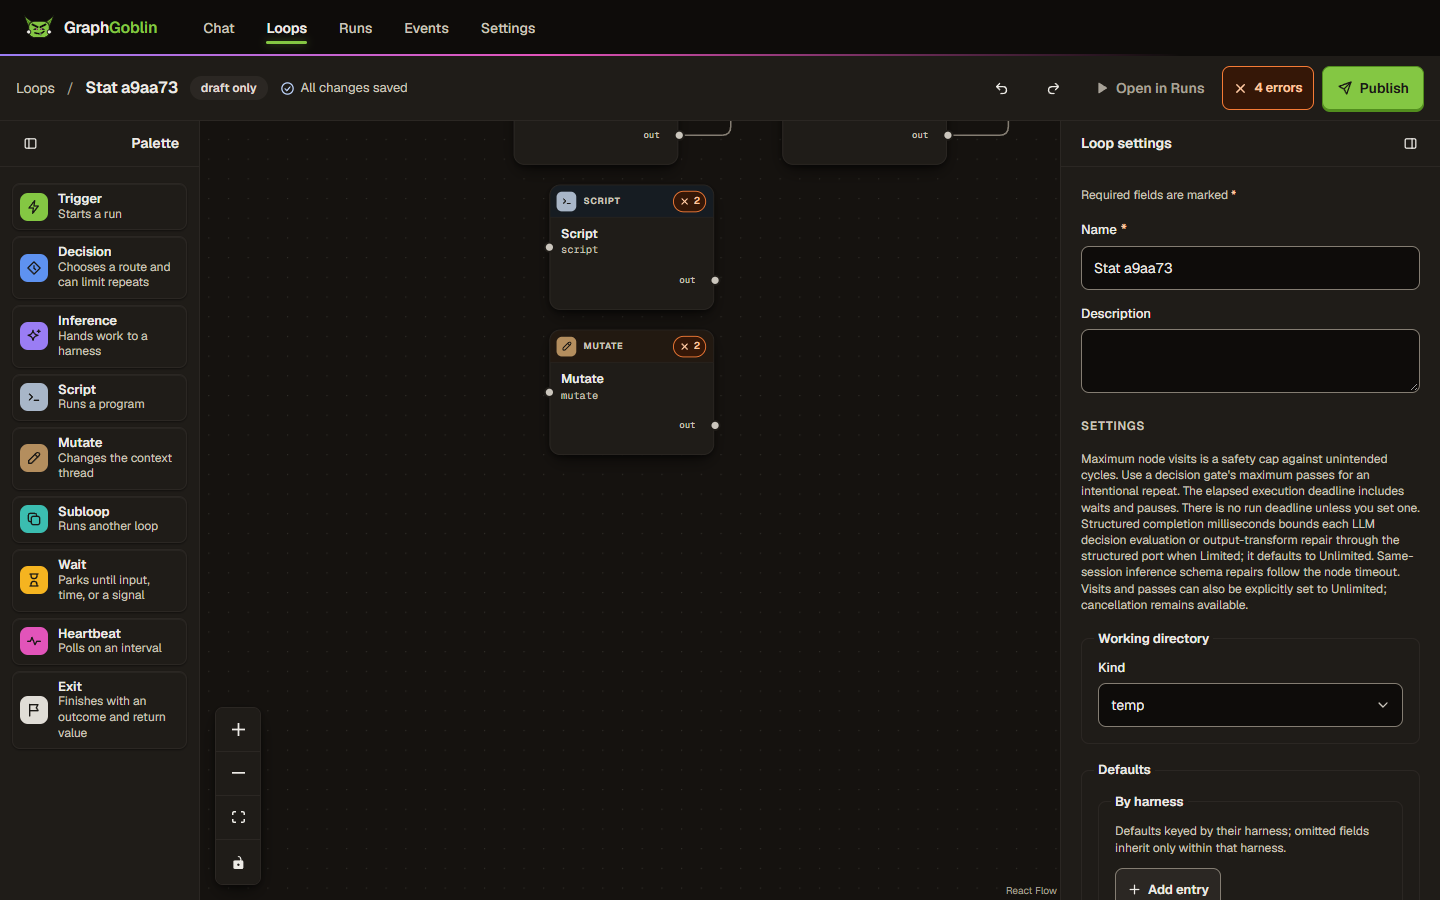 GraphGoblin
Chat
Loops
Runs
Events
Settings
Loops / Stat a9aa73
draft only
All changes saved
Open in Runs
4 errors
Publish
Palette
Trigger
Starts a run
Decision
Chooses a route and
can limit repeats
Inference
Hands work to a
harness
Script
Runs a program
Mutate
Changes the context
thread
Subloop
Runs another loop
Wait
Parks until input,
time, or a signal
Heartbeat
Polls on an interval
Exit
Finishes with an
outcome and return
value
out
out
SCRIPT
2
Script
script
out
MUTATE
2
Mutate
mutate
out
React Flow
Loop settings
Required fields are marked *
Name *
Stat a9aa73
Description
SETTINGS
Maximum node visits is a safety cap against unintended
cycles. Use a decision gate's maximum passes for an
intentional repeat. The elapsed execution deadline includes
waits and pauses. There is no run deadline unless you set one.
Structured completion milliseconds bounds each LLM
decision evaluation or output-transform repair through the
structured port when Limited; it defaults to Unlimited. Same-
session inference schema repairs follow the node timeout.
Visits and passes can also be explicitly set to Unlimited;
cancellation remains available.
Working directory
Kind
temp
Defaults
By harness
Defaults keyed by their harness; omitted fields
inherit only within that harness.
Add entry